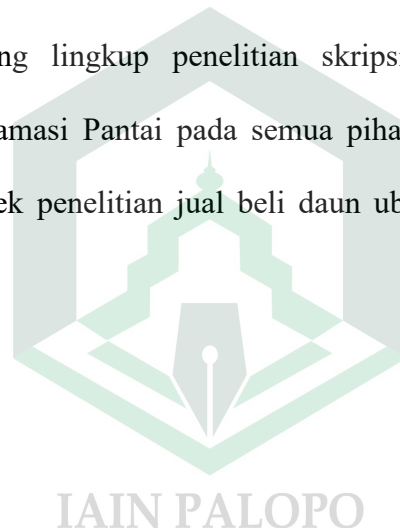 ng lingkup penelitian skripsi
amasi Pantai pada semua piha
ek penelitian jual beli daun ub
IAIN PALOPO